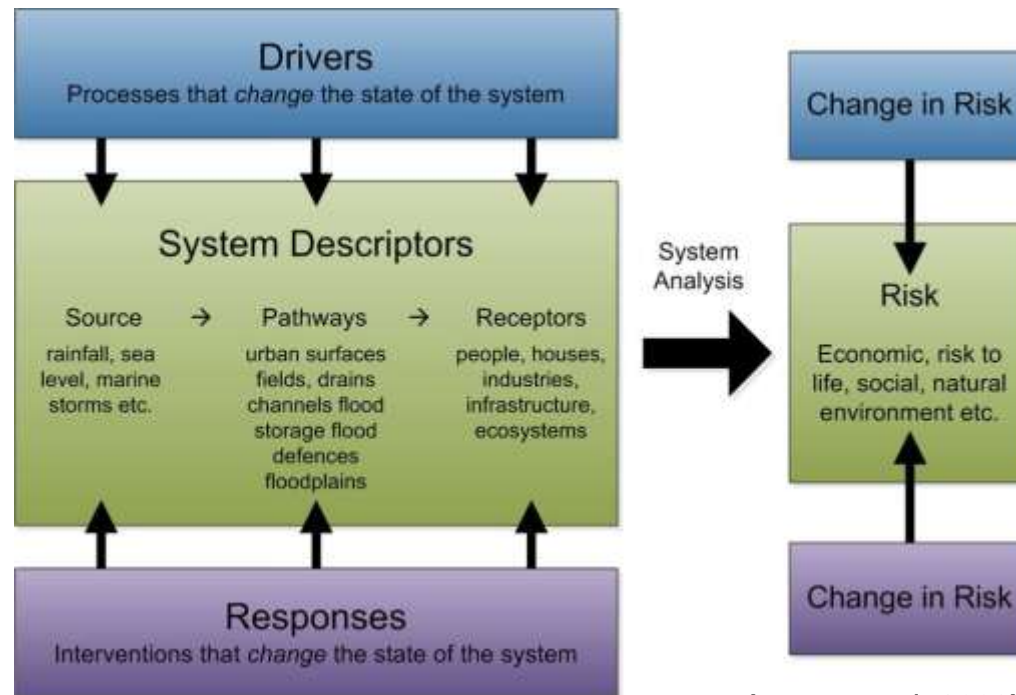 Drivers
Processes that change the state of the system
System Descriptors
Source → Pathways → Receptors
rainfall, sea
level, marine
storms etc.
urban surfaces
fields, drains
channels flood
storage flood
defences
floodplains
people, houses,
industries,
infrastructure,
ecosystems
Responses
Interventions that change the state of the system
System
Analysis
Change in Risk
Risk
Economic, risk to
life, social, natural
environment etc.
Change in Risk